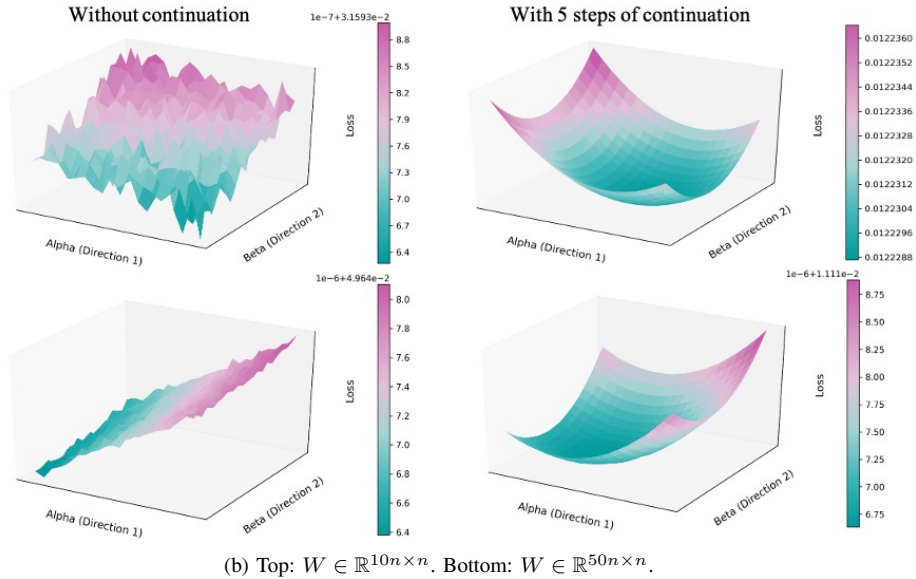 Without continuation
With 5 steps of continuation
1e-7+3.1593e-2
8.8
8.3
7.9
7.6
7.3
7.0
6.7
6.4
Loss
Alpha (Direction 1)
Beta (Direction 2)
0.0122360
0.0122352
0.0122344
0.0122336
0.0122328
0.0122320
0.0122312
0.0122304
0.0122296
0.0122288
Loss
Alpha (Direction 1)
Beta (Direction 2)
1e-6+4.964e-2
8.0
7.8
7.6
7.4
7.2
7.0
6.8
6.6
6.4
Loss
Alpha (Direction 1)
Beta (Direction 2)
1e-6+1.111e-2
8.75
8.50
8.25
8.00
7.75
7.50
7.25
7.00
6.75
Loss
Alpha (Direction 1)
Beta (Direction 2)
(b) Top: W ∈ ℝ^{10n×n}. Bottom: W ∈ ℝ^{50n×n}.